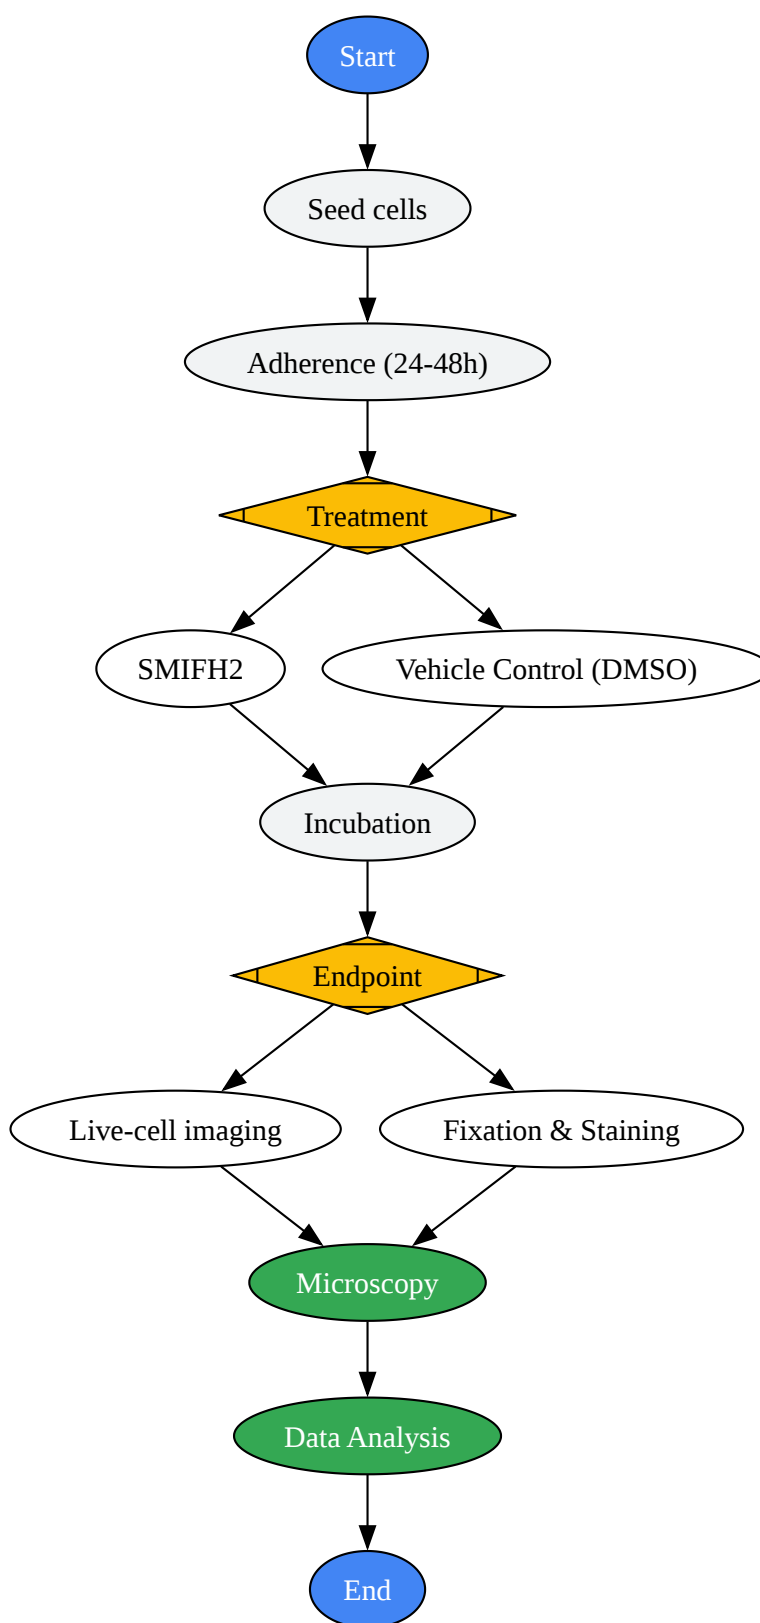 Start
Seed cells
Adherence (24-48h)
Treatment
SMIFH2
Vehicle Control (DMSO)
Incubation
Endpoint
Live-cell imaging
Fixation & Staining
Microscopy
Data Analysis
End